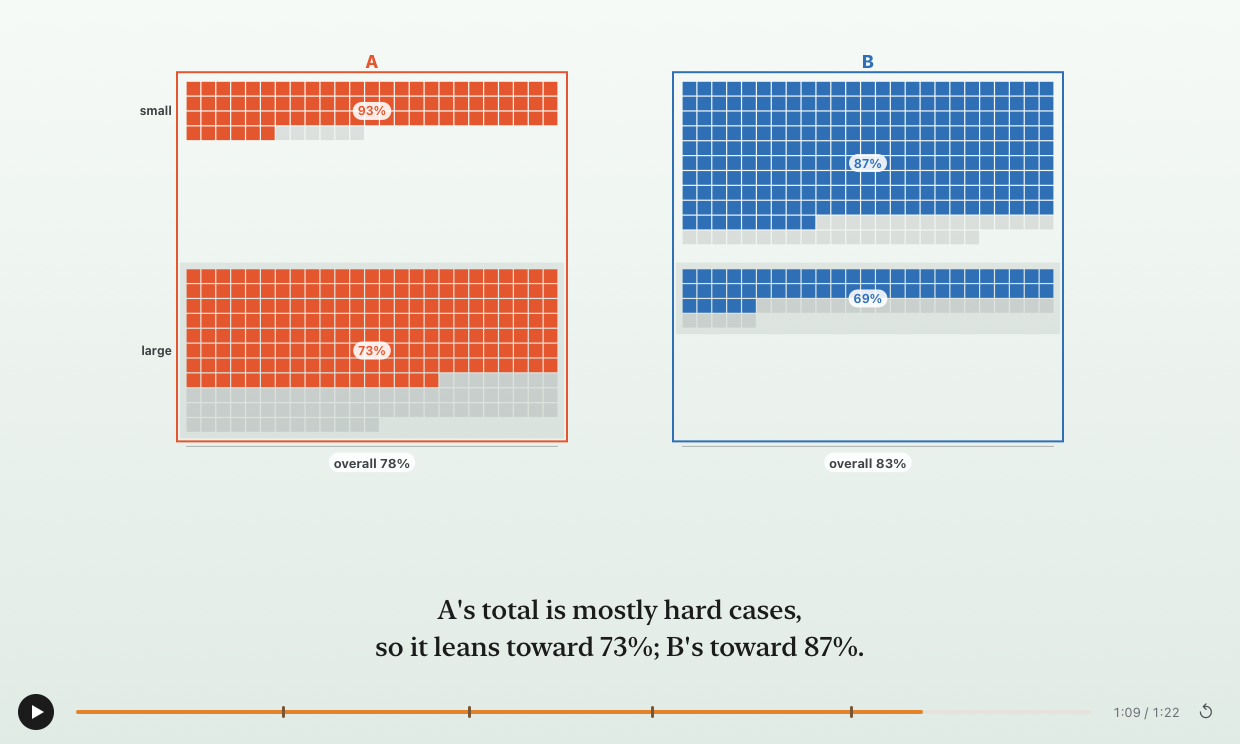 A
B
small
93%
87%
69%
large
73%
overall 78%
overall 83%
A's total is mostly hard cases,
so it leans toward 73%; B's toward 87%.
1:09 / 1:22